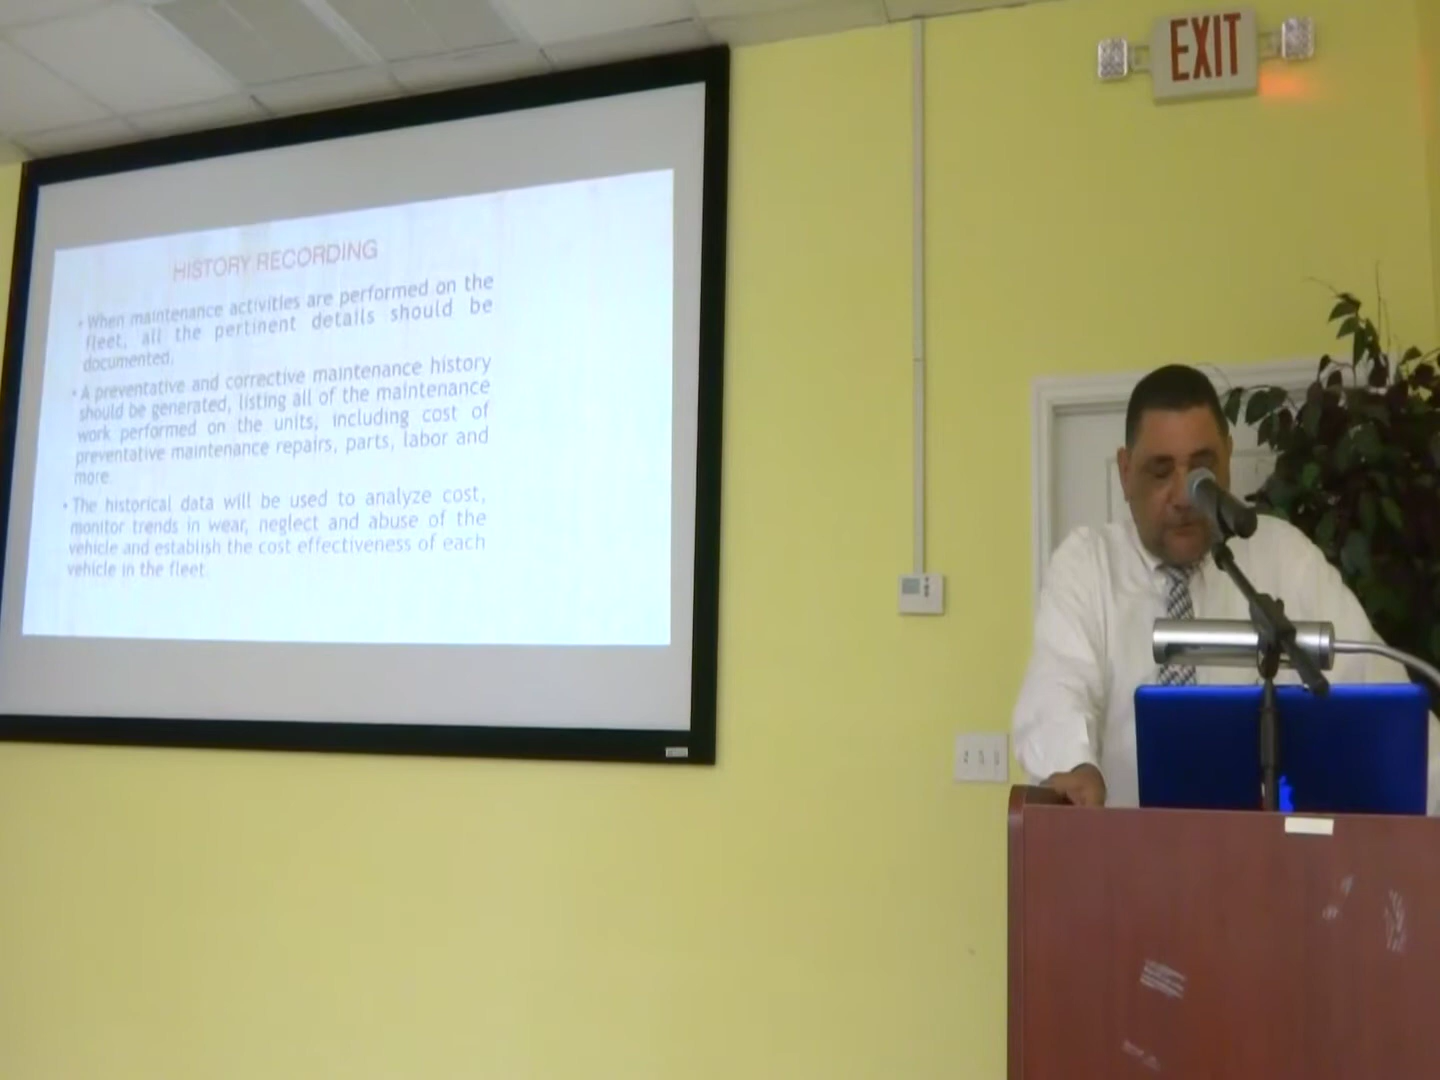 EXIT
HISTORY RECORDING
• When maintenance activities are performed on the
fleet, all the pertinent details should be
documented.
• A preventative and corrective maintenance history
should be generated, listing all of the maintenance
work performed on the units, including cost of
preventative maintenance repairs, parts, labor and
more
• The historical data will be used to analyze cost,
monitor trends in wear, neglect and abuse of the
vehicle and establish the cost effectiveness of each
vehicle in the fleet